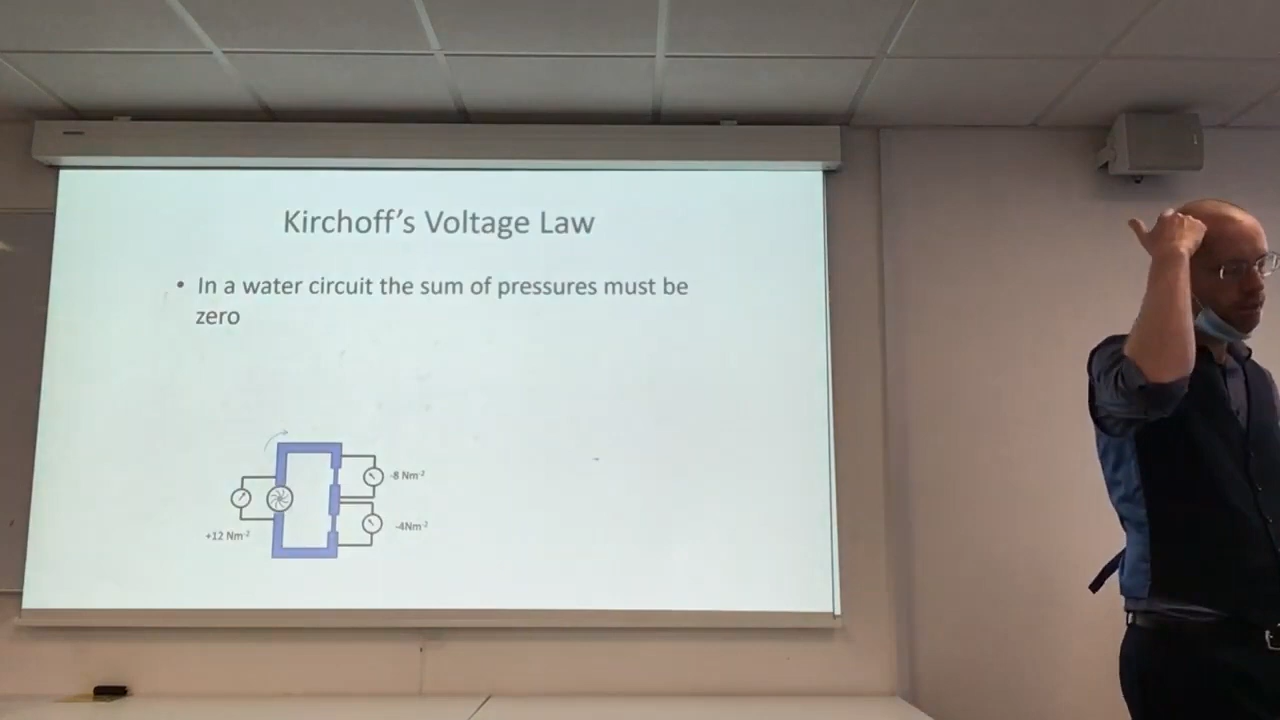 Kirchoff's Voltage Law
• In a water circuit the sum of pressures must be
zero
-8 Nm-²
+12 Nm-²
-4Nm-²